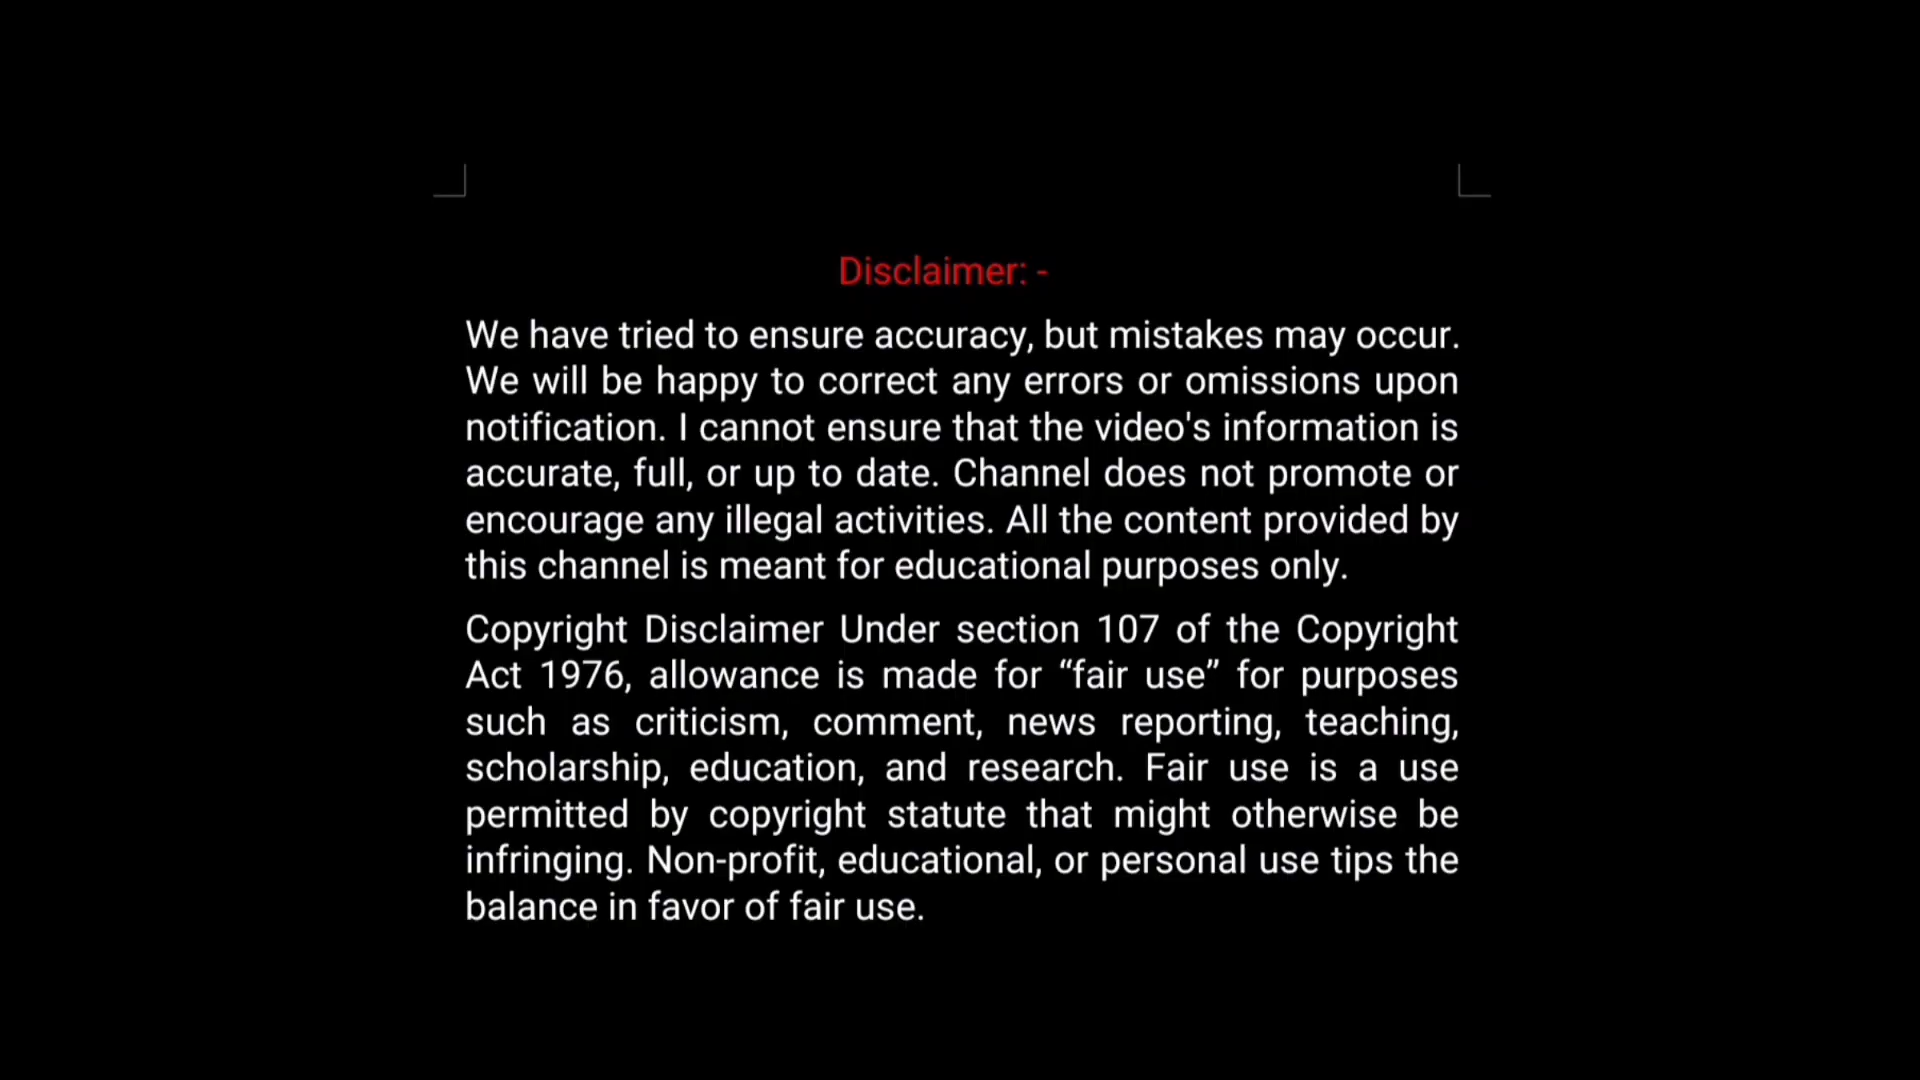 Disclaimer: -
We have tried to ensure accuracy, but mistakes may occur.
We will be happy to correct any errors or omissions upon
notification. I cannot ensure that the video's information is
accurate, full, or up to date. Channel does not promote or
encourage any illegal activities. All the content provided by
this channel is meant for educational purposes only.
Copyright Disclaimer Under section 107 of the Copyright
Act 1976, allowance is made for “fair use” for purposes
such as criticism, comment, news reporting, teaching,
scholarship, education, and research. Fair use is a use
permitted by copyright statute that might otherwise be
infringing. Non-profit, educational, or personal use tips the
balance in favor of fair use.